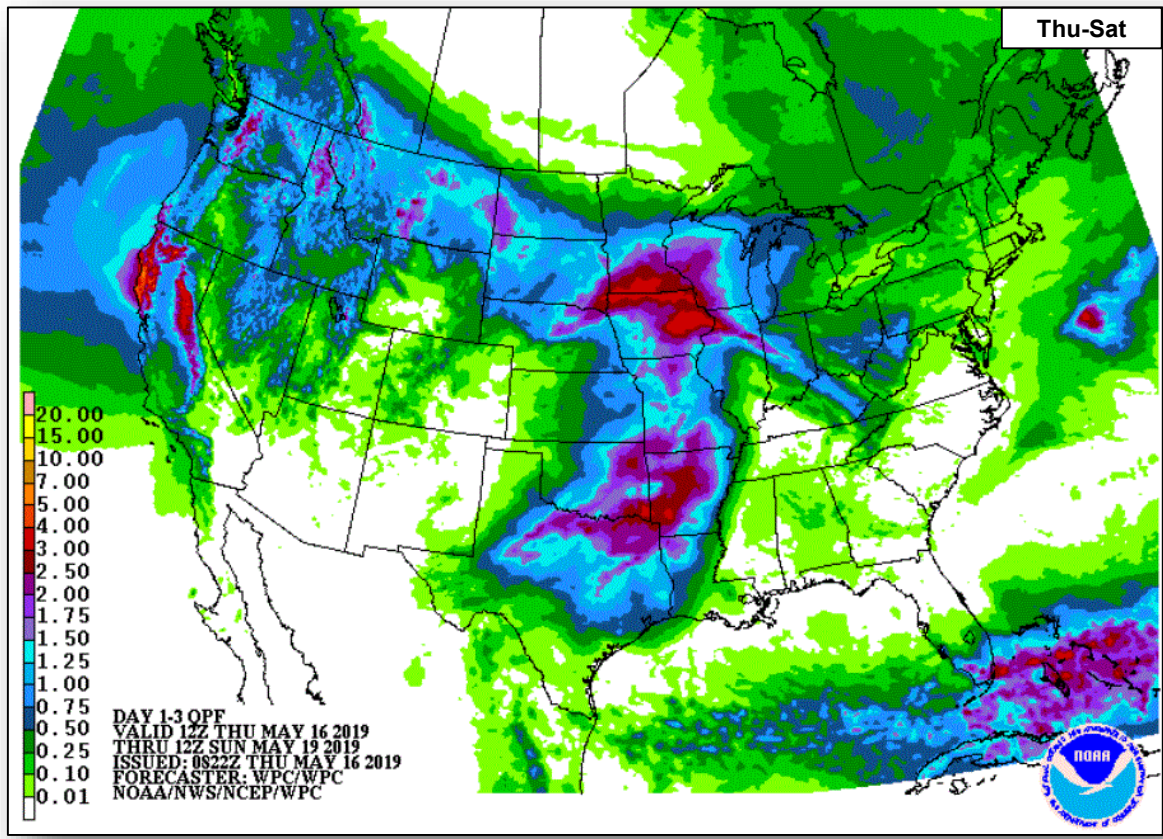 Thu-Sat
20.00
15.00
10.00
7.00
5.00
4.00
3.00
2.50
2.00
1.75
1.50
1.25
1.00
0.75
0.50
0.25
0.10
0.01
DAY 1-3 QPF
VALID 12Z THU MAY 16 2019
THRU 12Z SUN MAY 19 2019
ISSUED: 0822Z THU MAY 16 2019
FORECASTER: WPC/WPC
NOAA/NWS/NCEP/WPC
NOAA